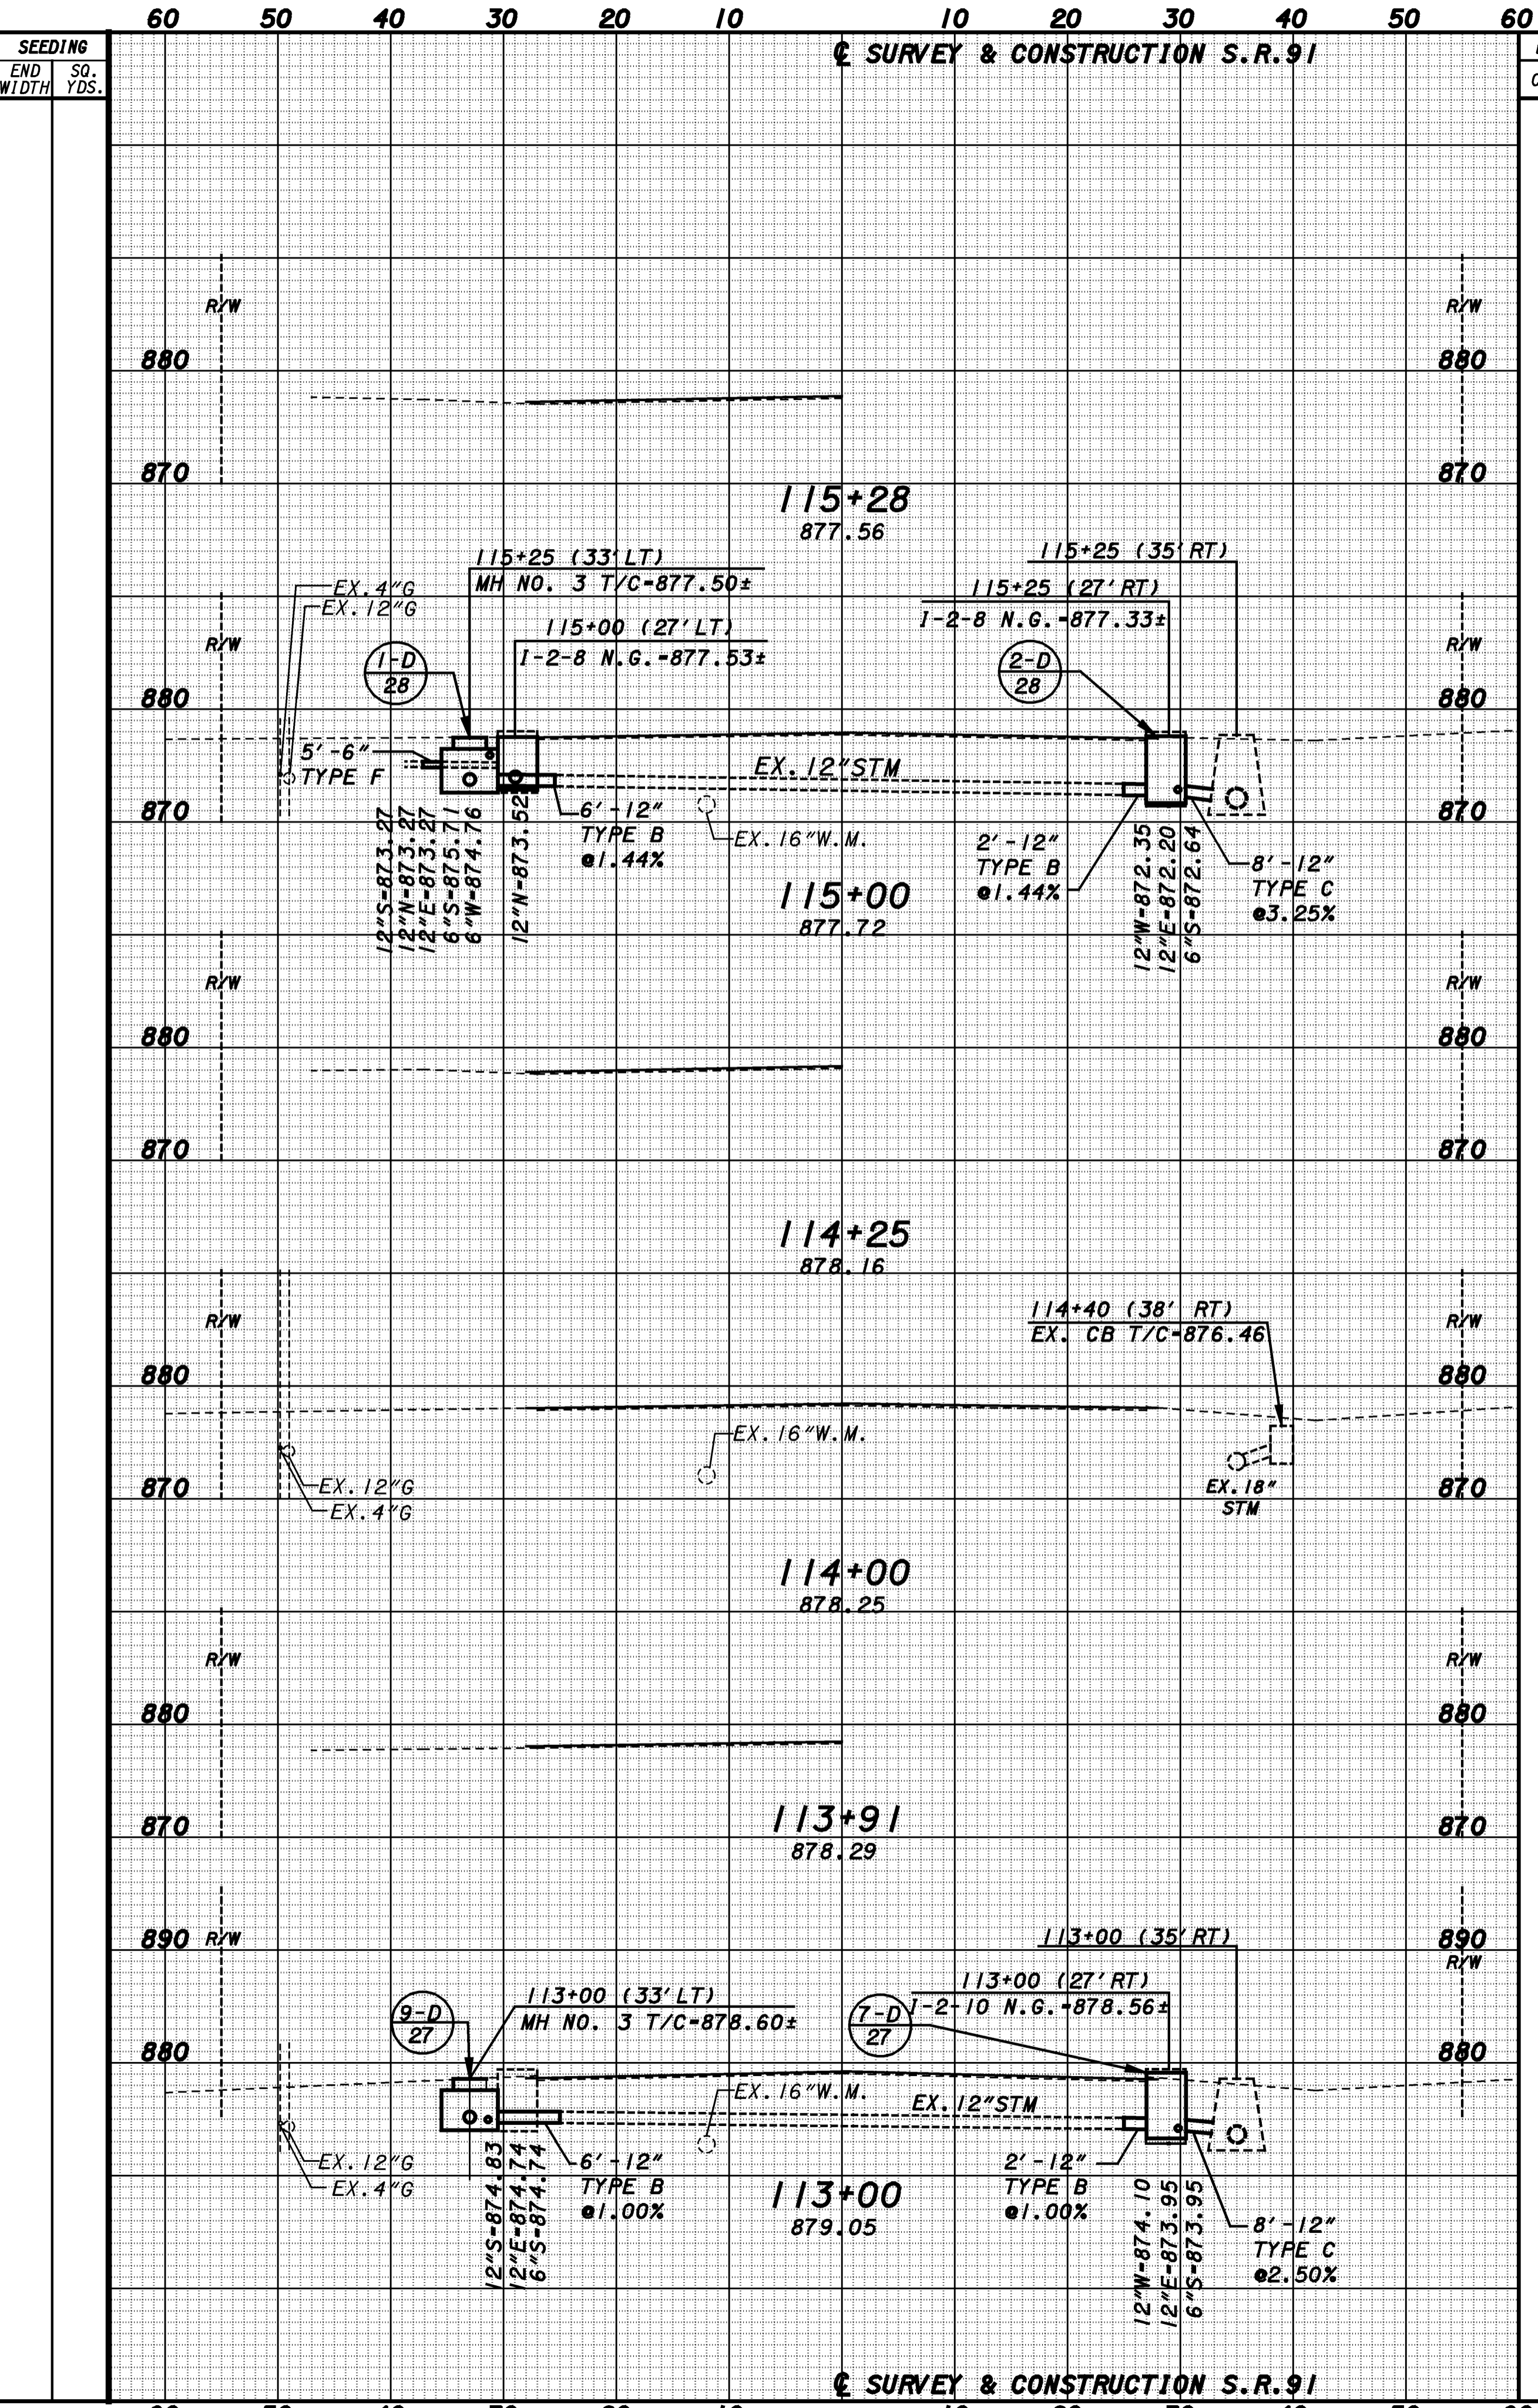 60 50 40 30 20 10 10 20 30 40 50 60
SEEDING
END WIDTH
SQ. YDS.
℄ SURVEY & CONSTRUCTION S.R.91
R/W R/W
880 880
870 870
115+28
877.56
115+25 (33' LT)
MH NO. 3 T/C=877.50±
115+00 (27' LT)
I-2-8 N.G.=877.53±
115+25 (35' RT)
115+25 (27' RT)
I-2-8 N.G.=877.33±
EX. 4"G
EX. 12"G
R/W R/W
1-D
28
2-D
28
880 880
5'-6"
TYPE F
EX. 12"STM
870 870
6'-12"
TYPE B
@1.44%
EX. 16"W.M.
2'-12"
TYPE B
@1.44%
8'-12"
TYPE C
@3.25%
12"S=873.27
12"N=873.27
12"E=873.27
6"S=875.71
6"W=874.76
12"N=873.52
12"W=872.35
12"E=872.20
6"S=872.64
115+00
877.72
R/W R/W
880 880
870 870
114+25
878.16
114+40 (38' RT)
EX. CB T/C=876.46
R/W R/W
880 880
EX. 16"W.M.
870 870
EX. 12"G
EX. 4"G
EX. 18"
STM
114+00
878.25
R/W R/W
880 880
870 870
113+91
878.29
890 R/W 890
R/W
113+00 (35' RT)
113+00 (27' RT)
I-2-10 N.G.=878.56±
113+00 (33' LT)
MH NO. 3 T/C=878.60±
9-D
27
7-D
27
880 880
EX. 16"W.M.
EX. 12"STM
EX. 12"G
EX. 4"G
6'-12"
TYPE B
@1.00%
2'-12"
TYPE B
@1.00%
8'-12"
TYPE C
@2.50%
12"S=874.83
12"E=874.74
6"S=874.74
12"W=874.10
12"E=873.95
6"S=873.95
113+00
879.05
℄ SURVEY & CONSTRUCTION S.R.91